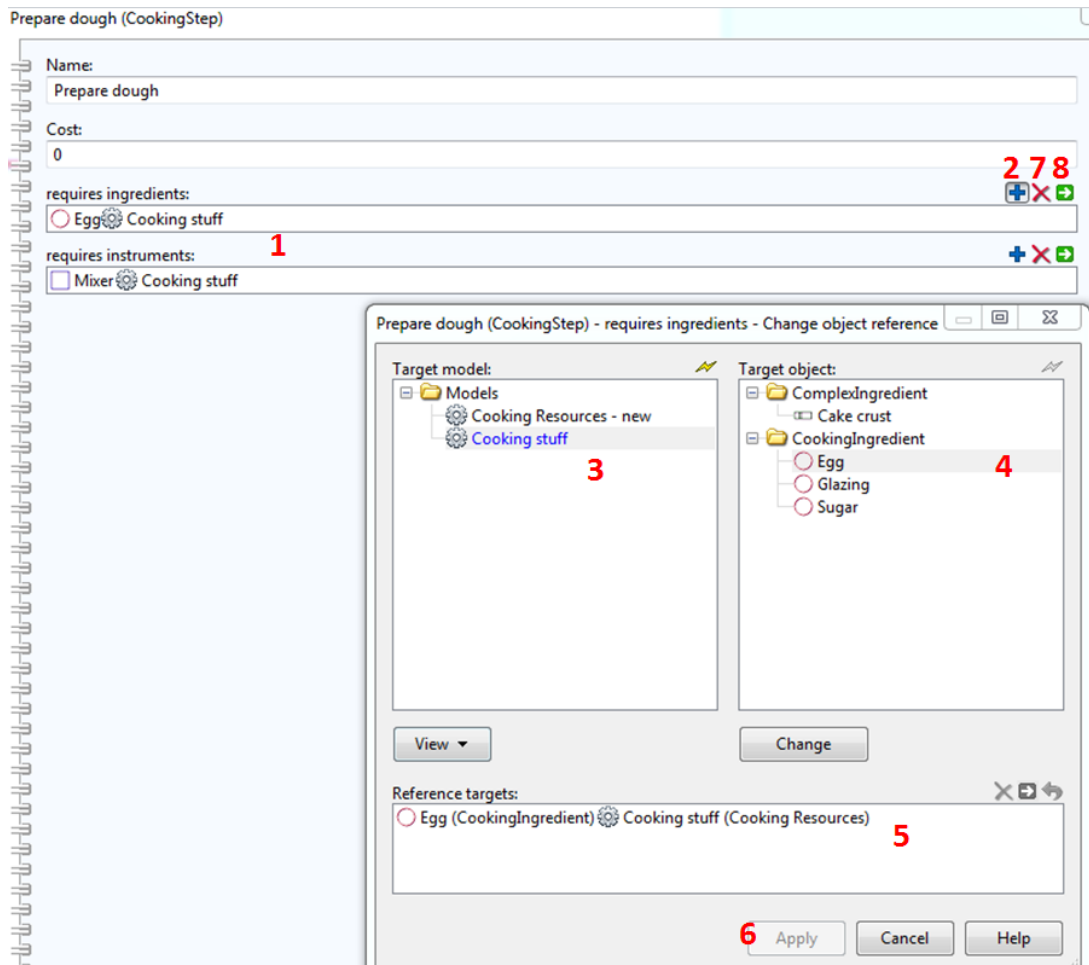 Prepare dough (CookingStep)
Name:
Prepare dough
Cost:
0
2 7 8
requires ingredients:
Egg Cooking stuff
1
requires instruments:
Mixer Cooking stuff
Prepare dough (CookingStep) - requires ingredients - Change object reference
Target model:
Models
Cooking Resources - new
Cooking stuff
3
Target object:
ComplexIngredient
Cake crust
CookingIngredient
Egg
4
Glazing
Sugar
View
Change
Reference targets:
Egg (CookingIngredient) Cooking stuff (Cooking Resources)
5
6
Apply
Cancel
Help